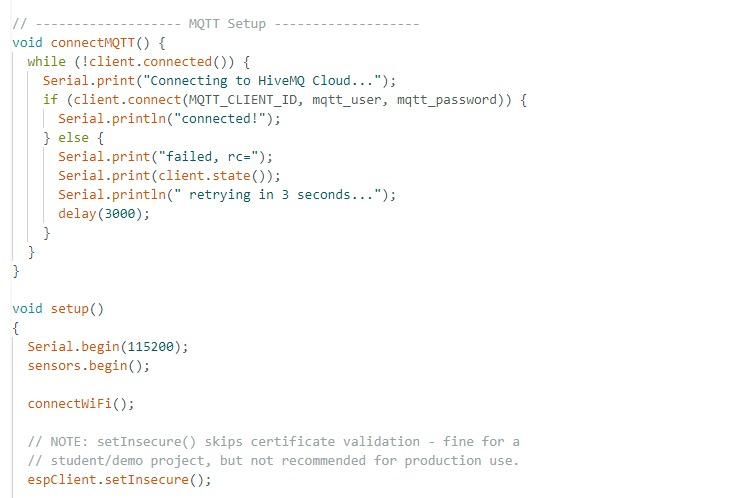 // ------------------- MQTT Setup -------------------
void connectMQTT() {
  while (!client.connected()) {
    Serial.print("Connecting to HiveMQ Cloud...");
    if (client.connect(MQTT_CLIENT_ID, mqtt_user, mqtt_password)) {
      Serial.println("connected!");
    } else {
      Serial.print("failed, rc=");
      Serial.print(client.state());
      Serial.println(" retrying in 3 seconds...");
      delay(3000);
    }
  }
}

void setup()
{
  Serial.begin(115200);
  sensors.begin();

  connectWiFi();

  // NOTE: setInsecure() skips certificate validation - fine for a
  // student/demo project, but not recommended for production use.
  espClient.setInsecure();